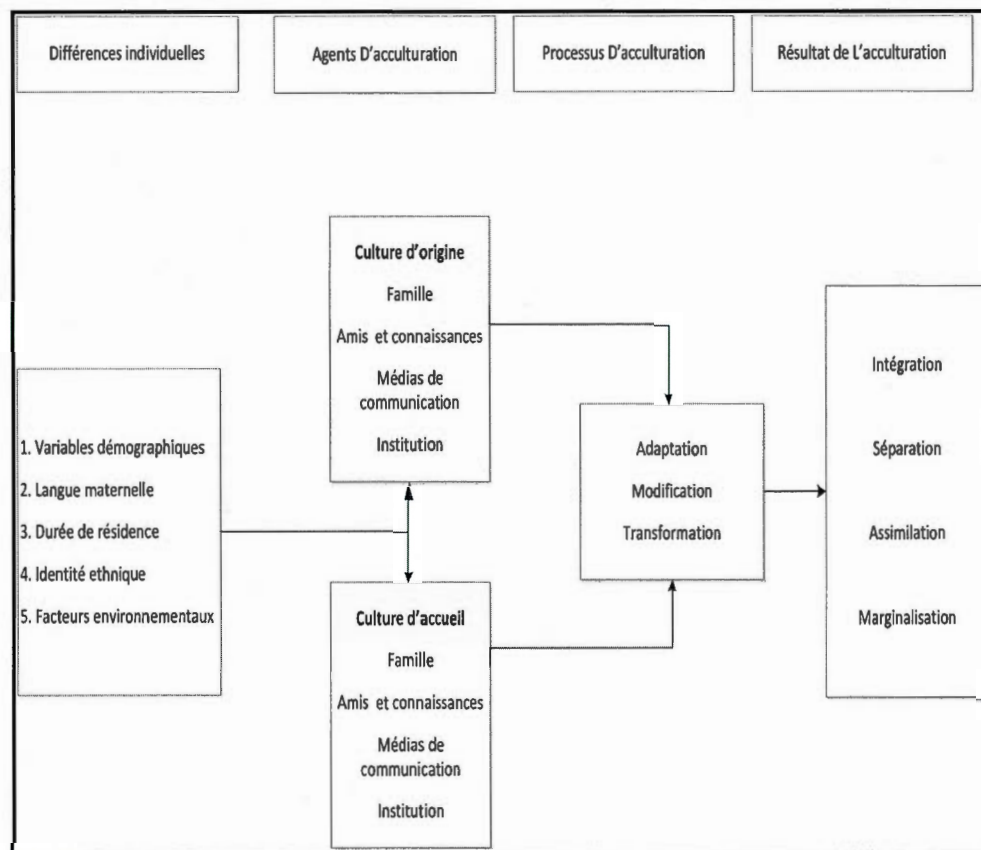 Différences individuelles
Agents D'acculturation
Processus D'acculturation
Résultat de L'acculturation
1. Variables démographiques
2. Langue maternelle
3. Durée de résidence
4. Identité ethnique
5. Facteurs environnementaux
Culture d'origine
Famille
Amis et connaissances
Médias de
communication
Institution
Culture d'accueil
Famille
Amis et connaissances
Médias de
communication
Institution
Adaptation
Modification
Transformation
Intégration
Séparation
Assimilation
Marginalisation